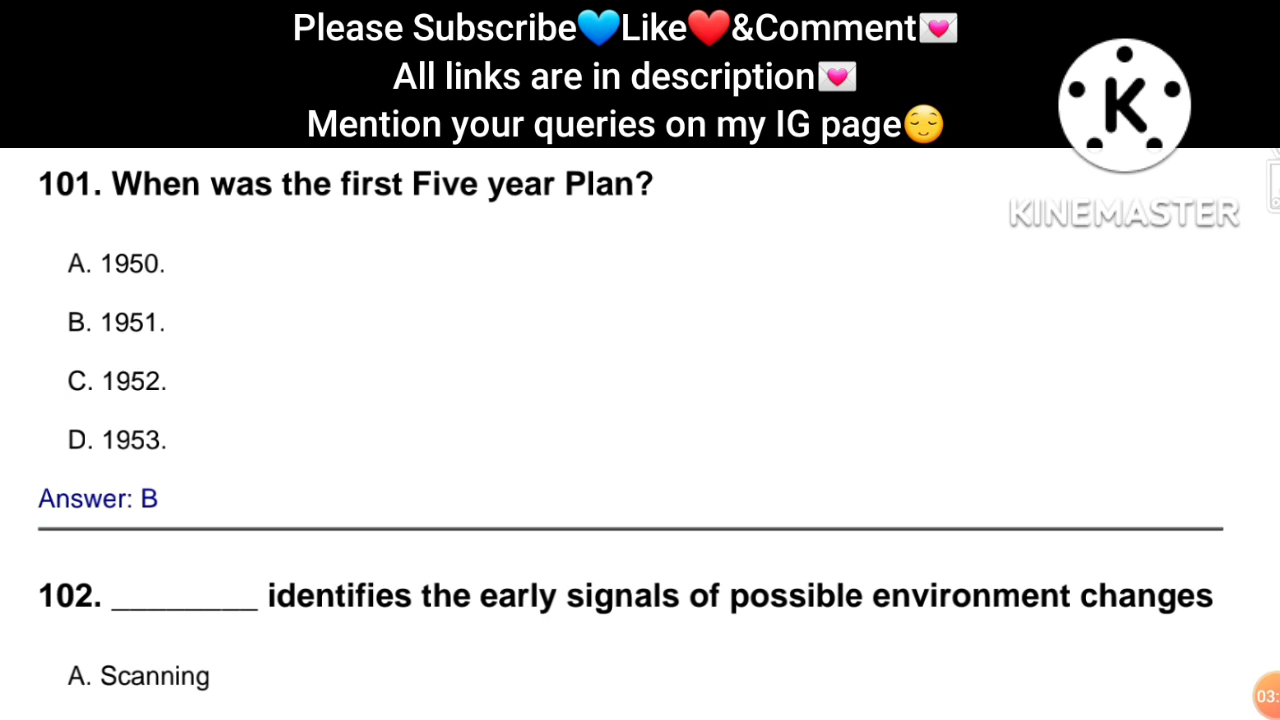 Please Subscribe💙Like❤️&Comment💌
All links are in description💌
Mention your queries on my IG page😌
K
KINEMASTER
101. When was the first Five year Plan?
A. 1950.
B. 1951.
C. 1952.
D. 1953.
Answer: B
102. ________ identifies the early signals of possible environment changes
A. Scanning
03: